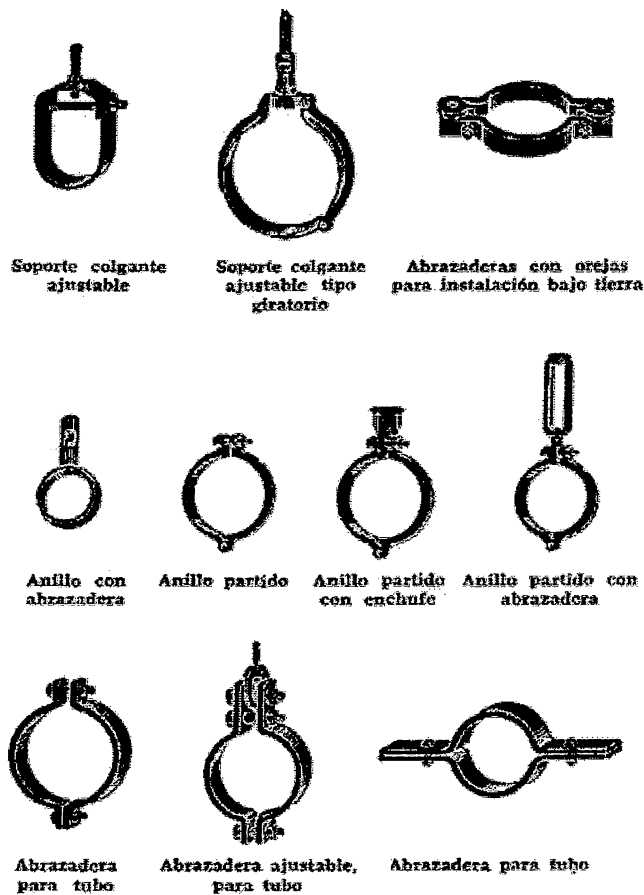 Soporte colgante
ajustable
Soporte colgante
ajustable tipo
giratorio
Abrazaderas con orejas
para instalación bajo tierra
Anillo con
abrazadera
Anillo partido
Anillo partido
con enchufe
Anillo partido con
abrazadera
Abrazadera
para tubo
Abrazadera ajustable,
para tubo
Abrazadera para tubo